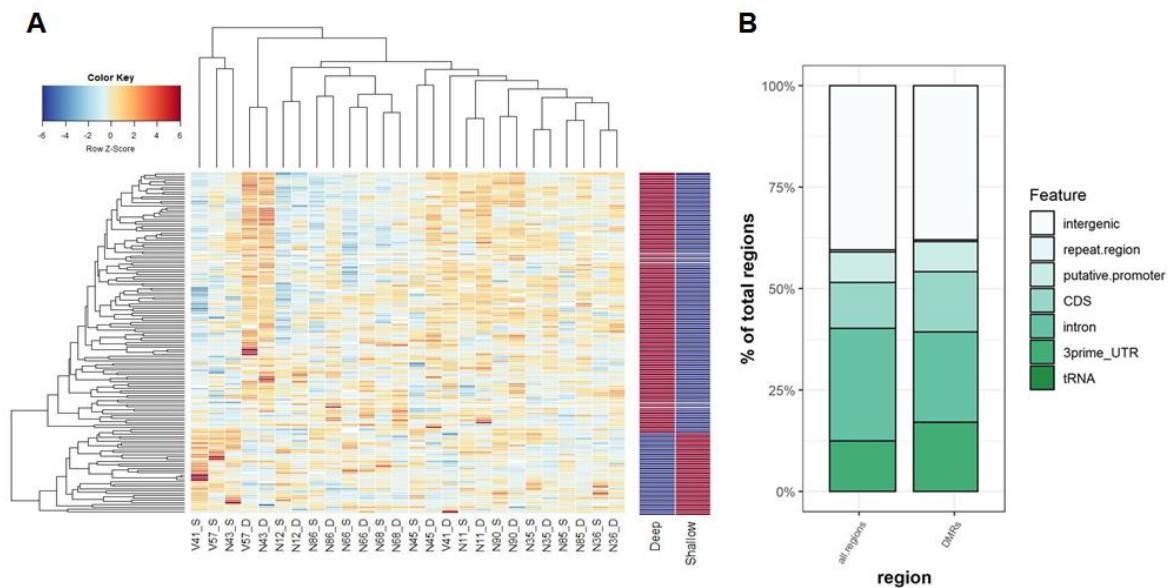 A
Color Key
-6 -4 -2 0 2 4 6
Row Z-Score
V41_S V57_S N43_S V57_D N43_D N12_S N12_D N86_S N86_D N66_S N66_D N68_S N68_D N45_S N45_D V41_D N11_S N11_D N90_S N90_D N35_S N35_D N85_S N85_D N36_S N36_D
Deep Shallow
B
% of total regions
100%
75%
50%
25%
0%
all.regions DMRs
region
Feature
intergenic
repeat.region
putative.promoter
CDS
intron
3prime_UTR
tRNA